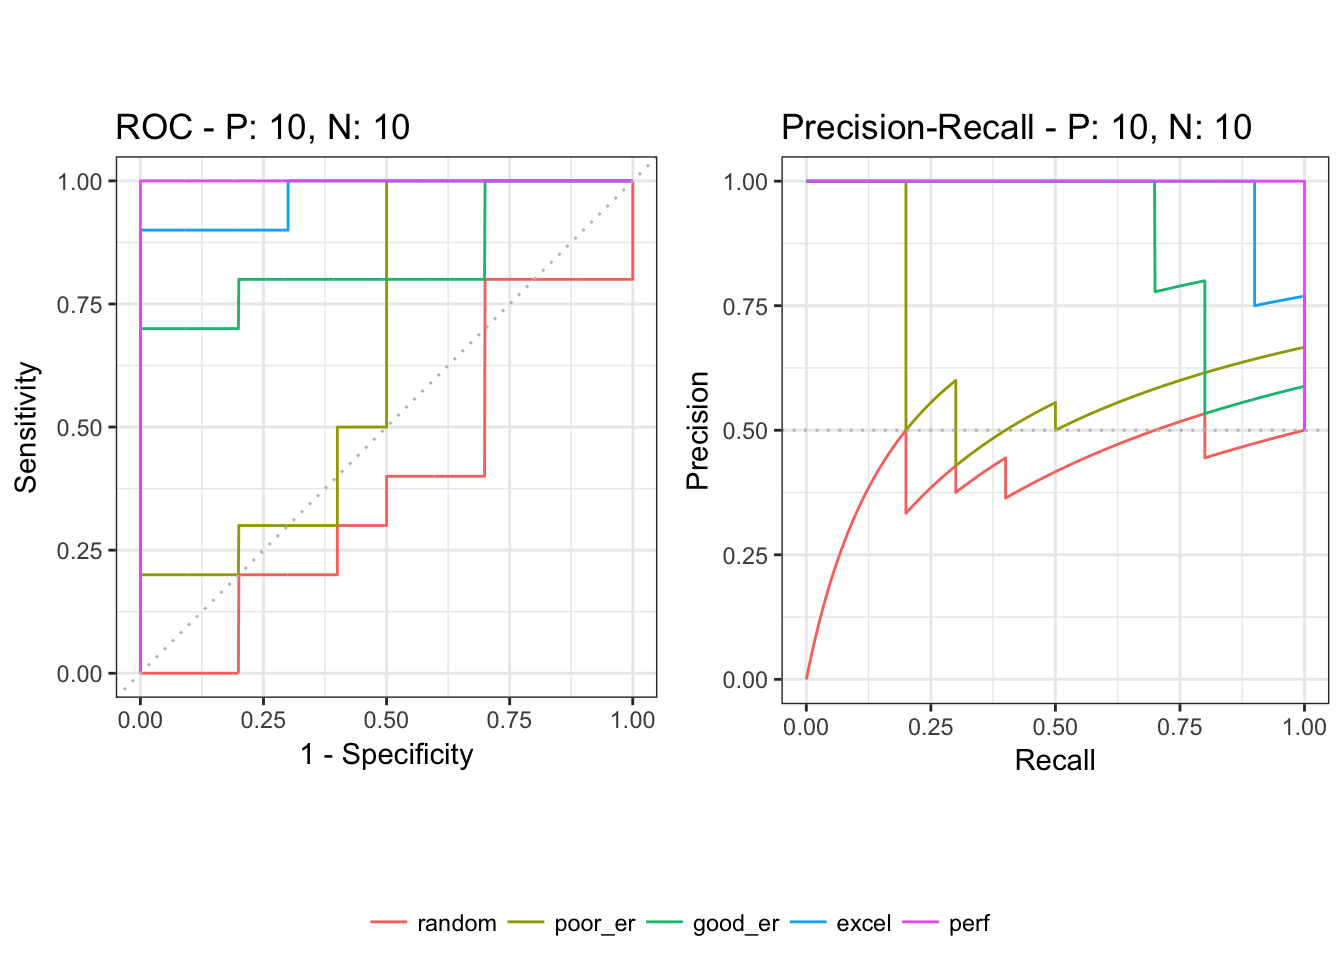 ROC - P: 10, N: 10
Sensitivity
1.00
0.75
0.50
0.25
0.00
0.00 0.25 0.50 0.75 1.00
1 - Specificity
Precision-Recall - P: 10, N: 10
Precision
1.00
0.75
0.50
0.25
0.00
0.00 0.25 0.50 0.75 1.00
Recall
random poor_er good_er excel perf